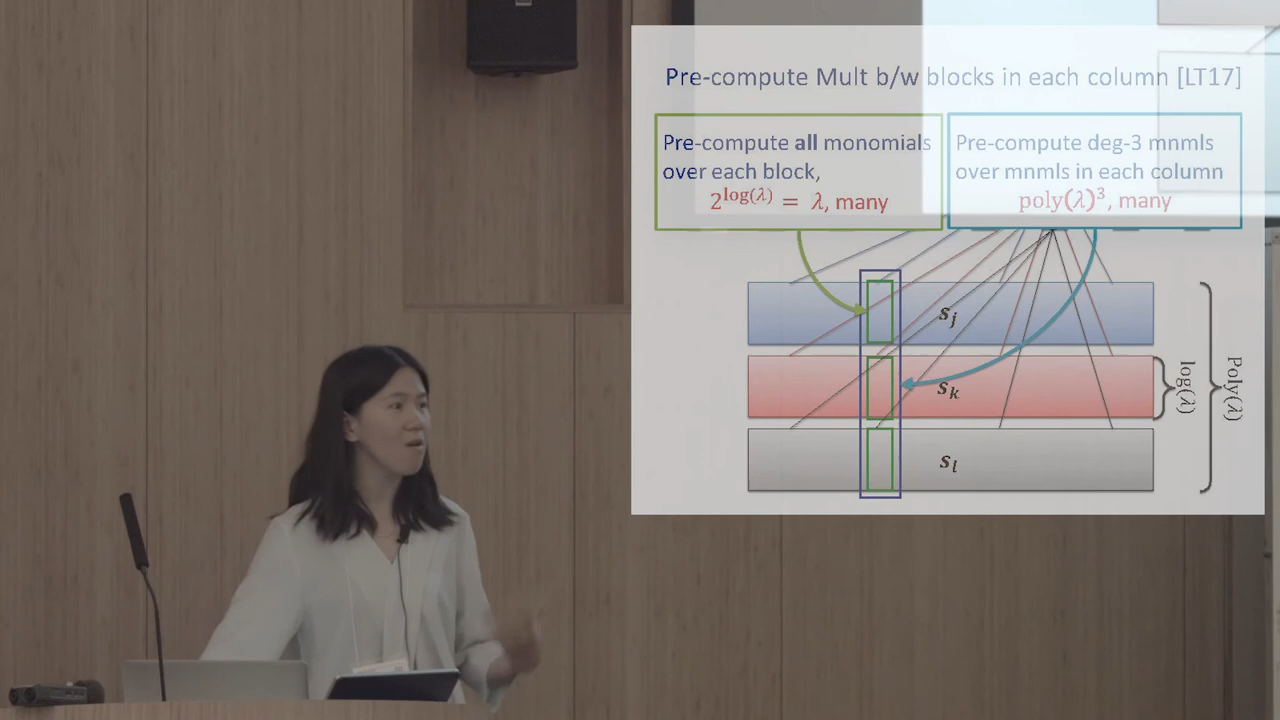 Pre-compute Mult b/w blocks in each column [LT17]
Pre-compute all monomials
over each block,
2^log(λ) = λ, many
Pre-compute deg-3 mnmls
over mnmls in each column
poly(λ)^3, many
s_j
s_k
s_l
log(λ)
Poly(λ)